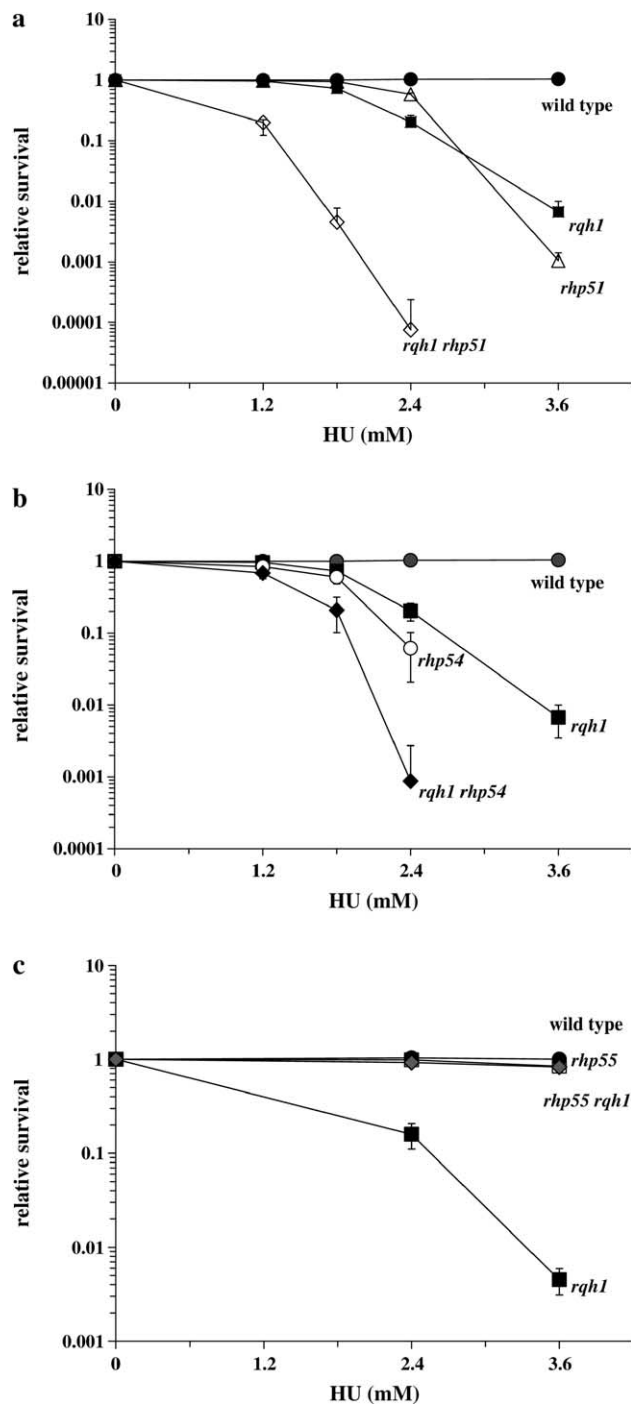 a
10
1
0.1
0.01
0.001
0.0001
0.00001
relative survival
wild type
rqh1
rhp51
rqh1 rhp51
0
1.2
2.4
3.6
HU (mM)
b
10
1
0.1
0.01
0.001
0.0001
relative survival
wild type
rhp54
rqh1
rqh1 rhp54
0
1.2
2.4
3.6
HU (mM)
c
10
1
0.1
0.01
0.001
relative survival
wild type
rhp55
rhp55 rqh1
rqh1
0
1.2
2.4
3.6
HU (mM)